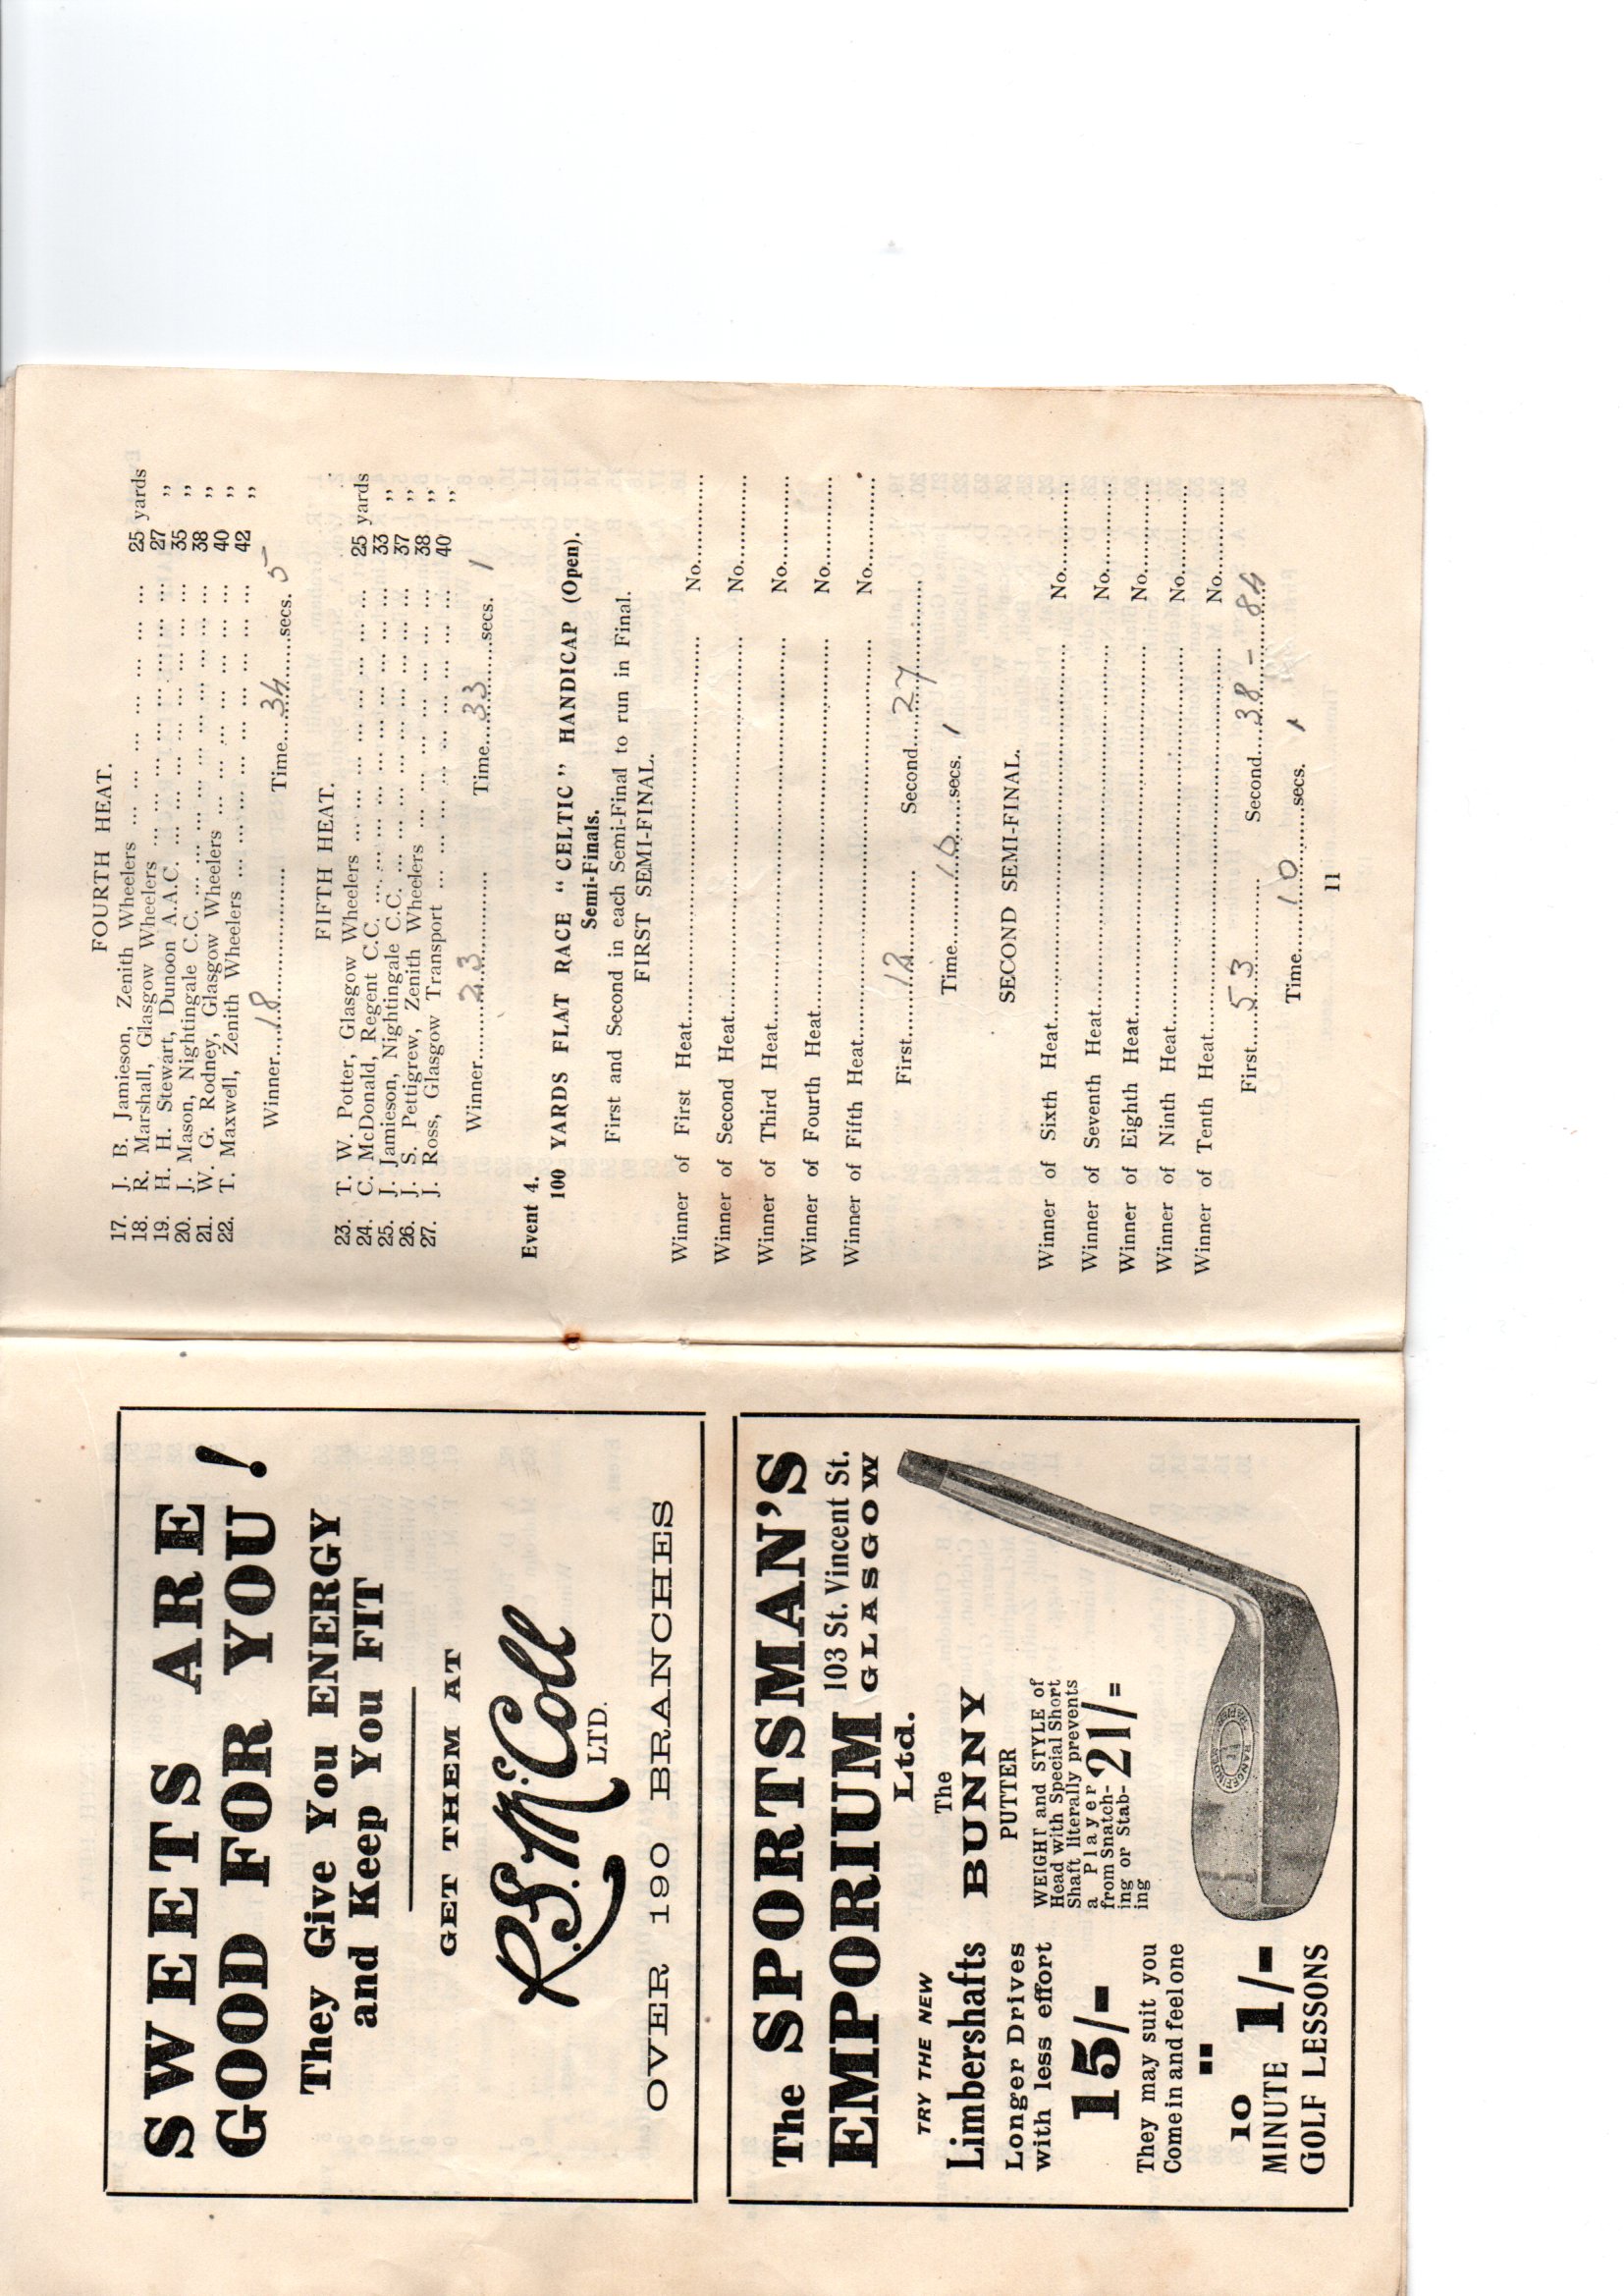 SWEETS ARE
GOOD FOR YOU!
They Give You ENERGY
and Keep You FIT
GET THEM AT
R.S. McColl
LTD.
OVER 190 BRANCHES
The SPORTSMAN'S
EMPORIUM 103 St. Vincent St.
Ltd. GLASGOW
TRY THE NEW
Limbershafts
Longer Drives
with less effort
15/-
They may suit you
Come in and feel one
10
MINUTE 1/-
GOLF LESSONS
The
BUNNY
PUTTER
WEIGHT and STYLE of
Head with Special Short
Shaft literally prevents
a Player
from Snatch-
ing or Stab-
ing
21/=
FOURTH HEAT.
17. J. B. Jamieson, Zenith Wheelers ... ... ... ... ... ... 25 yards
18. R. Marshall, Glasgow Wheelers ... ... ... ... ... ... 27 ,,
19. H. H. Stewart, Dunoon A.A.C. ... ... ... ... ... ... 35 ,,
20. J. Mason, Nightingale C.C. ... ... ... ... ... ... ... 38 ,,
21. W. G. Rodney, Glasgow Wheelers ... ... ... ... ... ... 40 ,,
22. T. Maxwell, Zenith Wheelers ... ... ... ... ... ... ... 42 ,,
Winner....18............ Time....34......secs. 5
FIFTH HEAT.
23. T. W. Potter, Glasgow Wheelers ... ... ... ... ... ... 25 yards
24. C. McDonald, Regent C.C. ... ... ... ... ... ... ... 33 ,,
25. J. Jamieson, Nightingale C.C. ... ... ... ... ... ... 37 ,,
26. J. S. Pettigrew, Zenith Wheelers ... ... ... ... ... ... 38 ,,
27. J. Ross, Glasgow Transport ... ... ... ... ... ... ... 40 ,,
Winner......23............ Time....33......secs. 1
Event 4.
100 YARDS FLAT RACE "CELTIC" HANDICAP (Open).
Semi-Finals.
First and Second in each Semi-Final to run in Final.
FIRST SEMI-FINAL.
Winner of First Heat.................... No............
Winner of Second Heat.................... No............
Winner of Third Heat.................... No............
Winner of Fourth Heat.................... No............
Winner of Fifth Heat.................... No............
First......12............ Second......27............
Time.........10......secs. 1
SECOND SEMI-FINAL.
Winner of Sixth Heat.................... No............
Winner of Seventh Heat.................... No............
Winner of Eighth Heat.................... No............
Winner of Ninth Heat.................... No............
Winner of Tenth Heat.................... No............
First......53............ Second......38 - 84
Time.........10......secs. 1
11